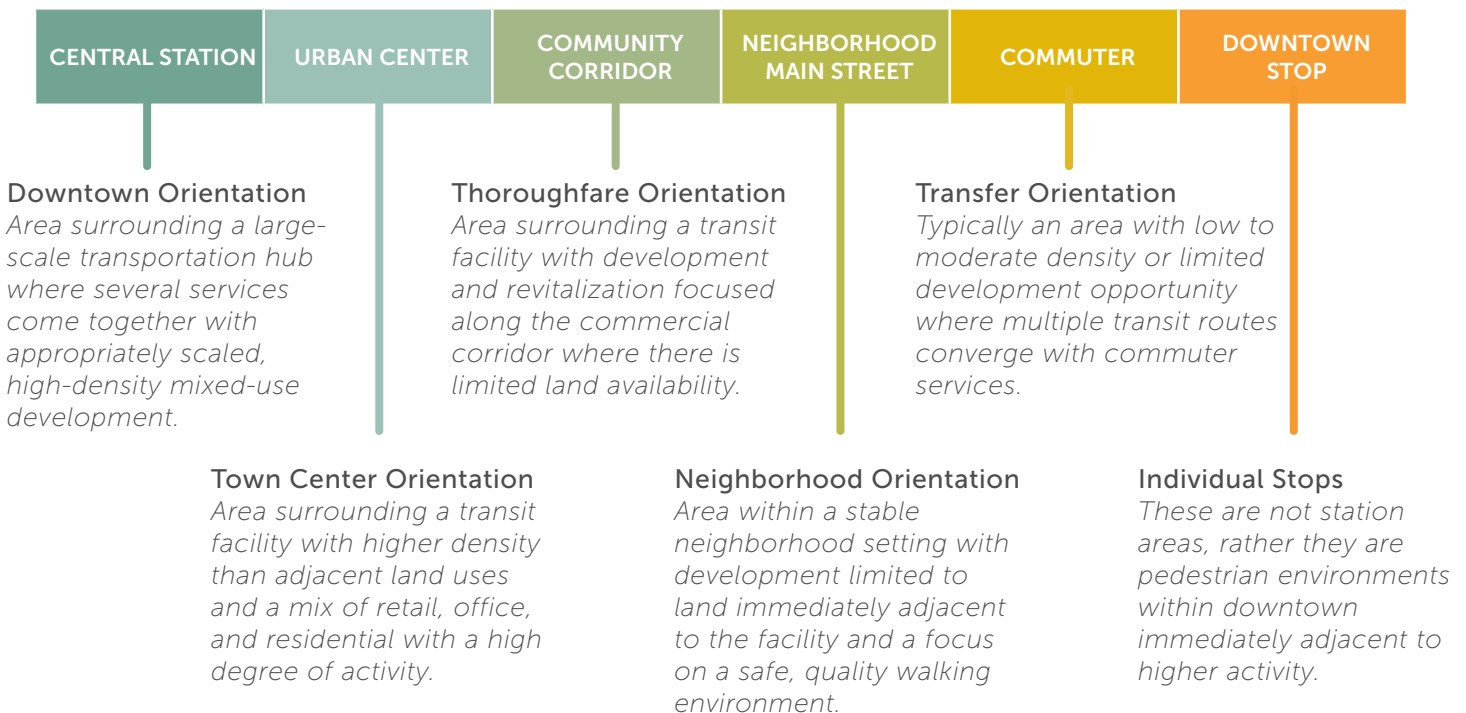 CENTRAL STATION
URBAN CENTER
COMMUNITY
CORRIDOR
NEIGHBORHOOD
MAIN STREET
COMMUTER
DOWNTOWN
STOP
Downtown Orientation
Area surrounding a large-
scale transportation hub
where several services
come together with
appropriately scaled,
high-density mixed-use
development.
Thoroughfare Orientation
Area surrounding a transit
facility with development
and revitalization focused
along the commercial
corridor where there is
limited land availability.
Transfer Orientation
Typically an area with low to
moderate density or limited
development opportunity
where multiple transit routes
converge with commuter
services.
Town Center Orientation
Area surrounding a transit
facility with higher density
than adjacent land uses
and a mix of retail, office,
and residential with a high
degree of activity.
Neighborhood Orientation
Area within a stable
neighborhood setting with
development limited to
land immediately adjacent
to the facility and a focus
on a safe, quality walking
environment.
Individual Stops
These are not station
areas, rather they are
pedestrian environments
within downtown
immediately adjacent to
higher activity.